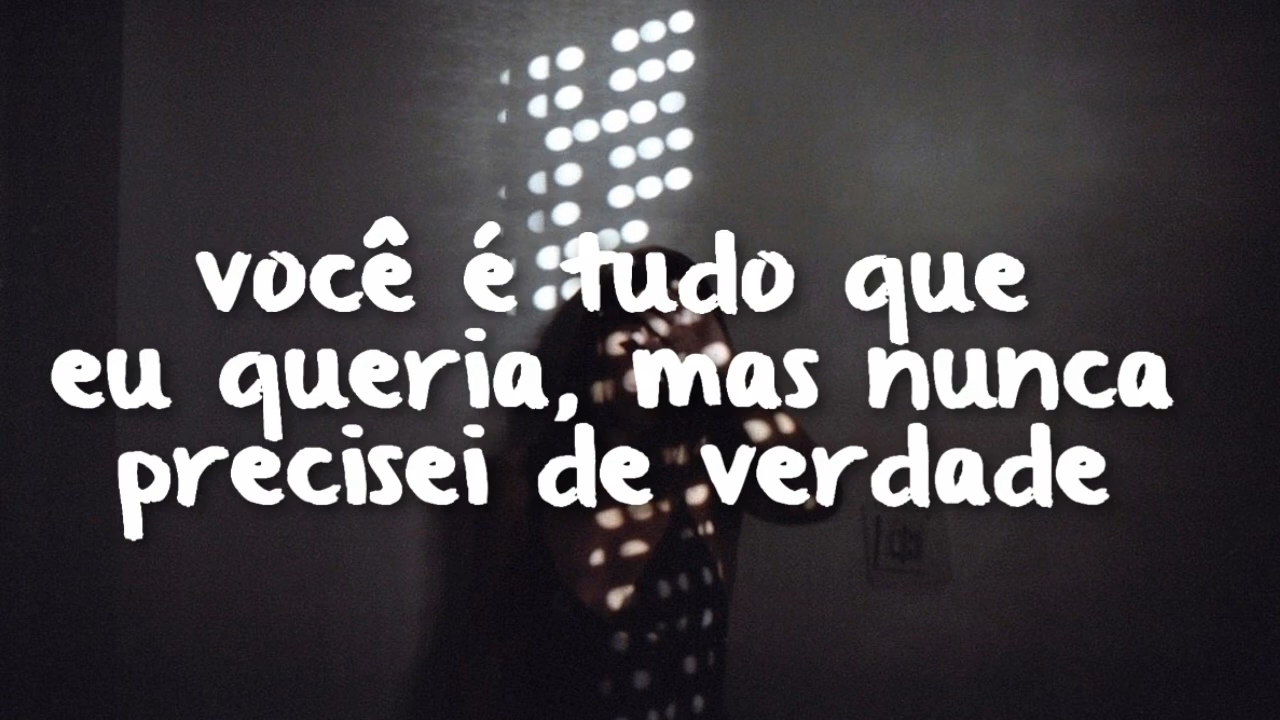 você é tudo que
eu queria, mas nunca
precisei de verdade